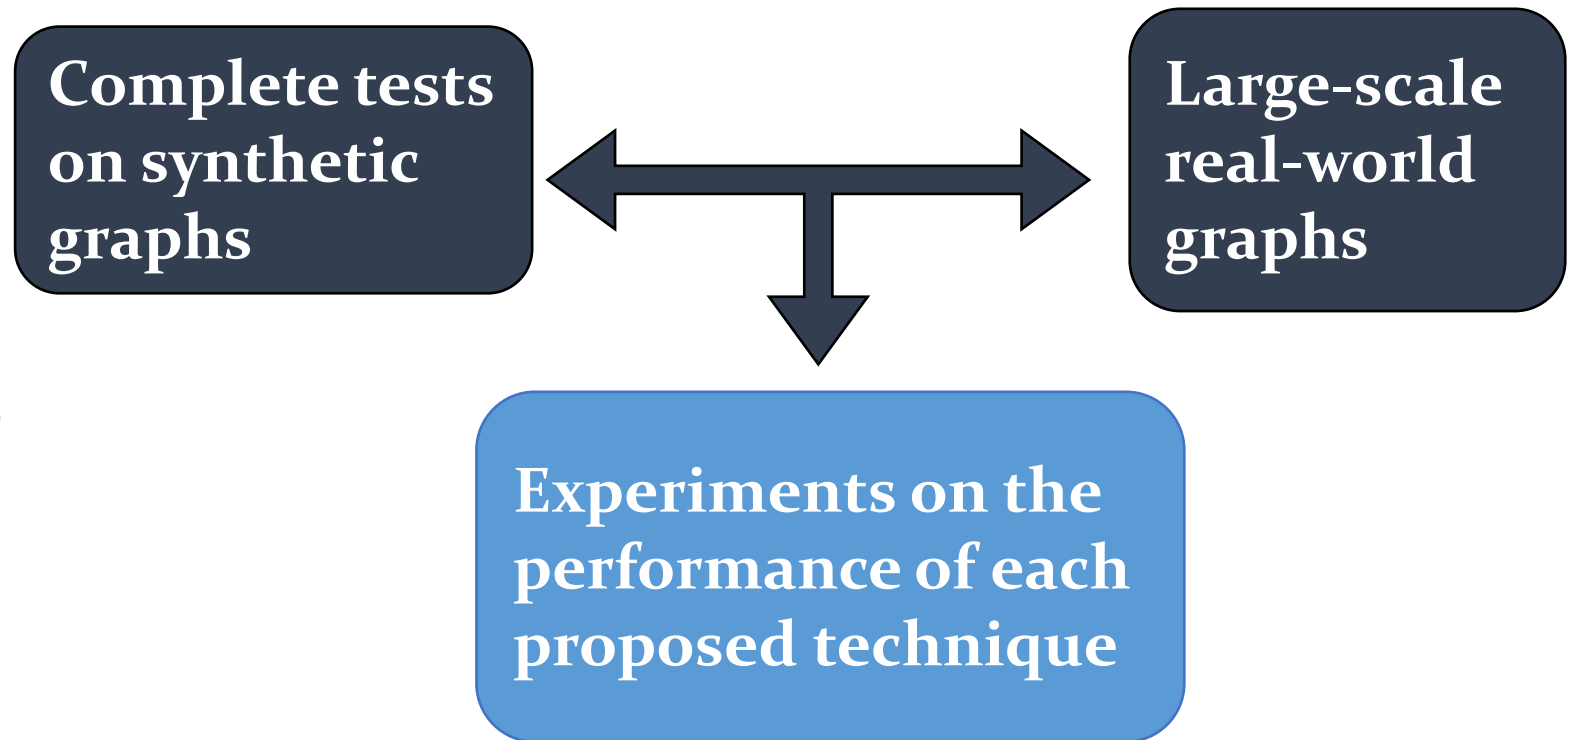 Complete tests
on synthetic
graphs
Large-scale
real-world
graphs
Experiments on the
performance of each
proposed technique